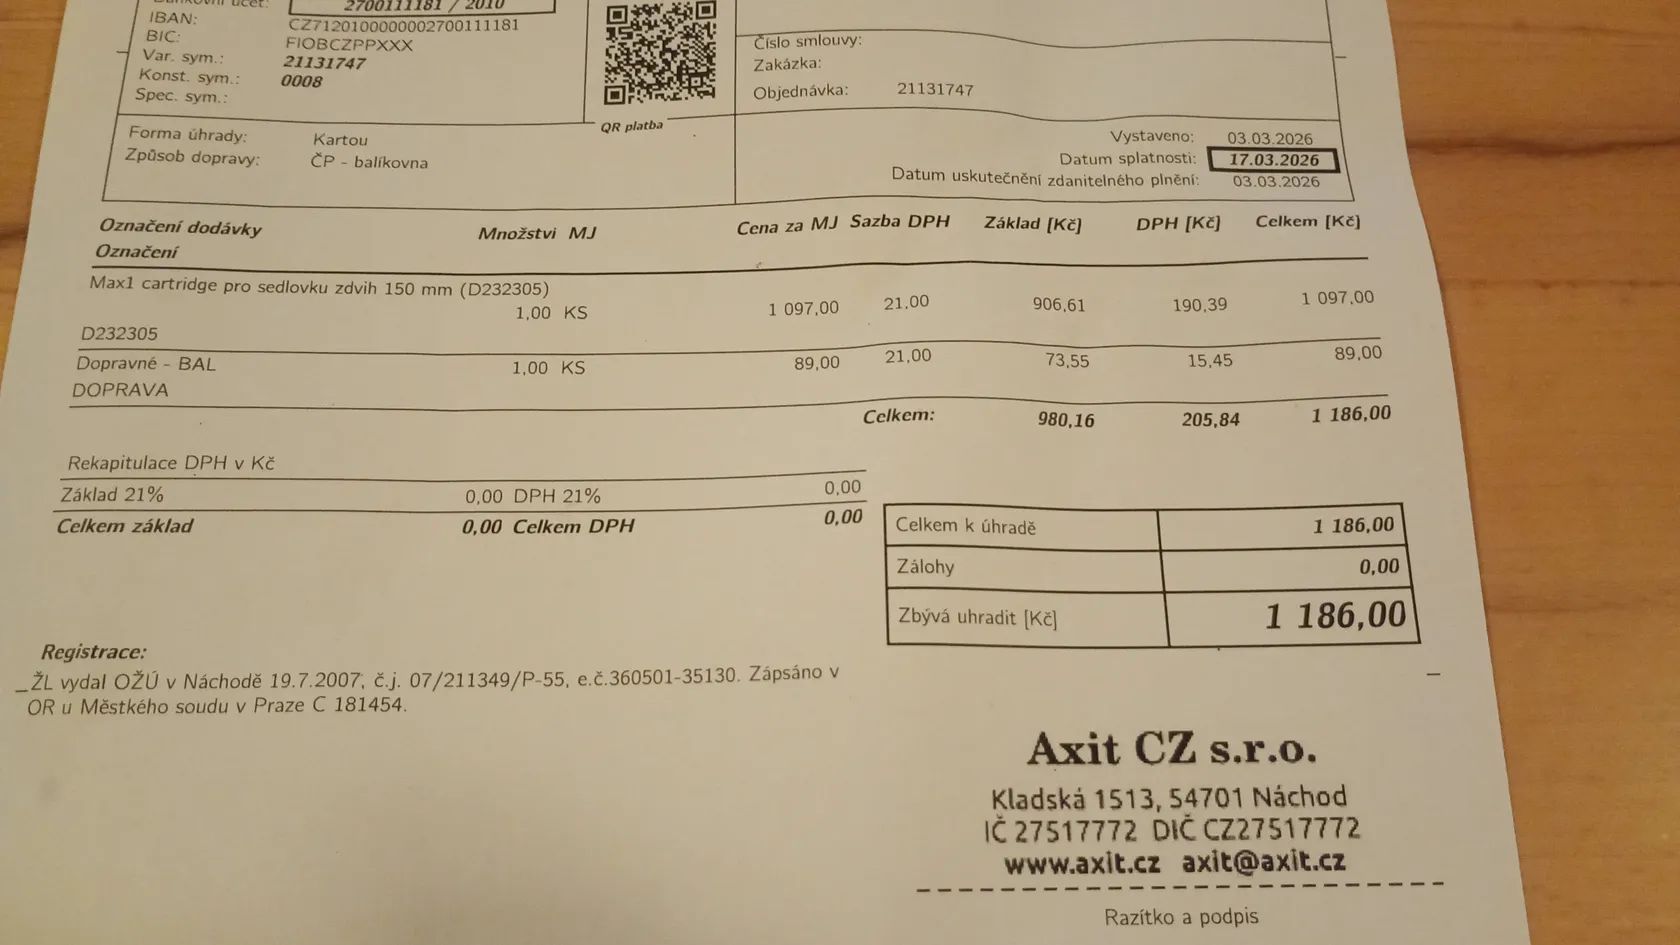 2700111181 / 2010
IBAN: CZ7120100000002700111181
BIC: FIOBCZPPXXX
Var. sym.: 21131747
Konst. sym.: 0008
Spec. sym.:
QR platba
Číslo smlouvy:
Zakázka:
Objednávka: 21131747
Forma úhrady: Kartou
Způsob dopravy: ČP - balíkovna
Vystaveno: 03.03.2026
Datum splatnosti: 17.03.2026
Datum uskutečnění zdanitelného plnění: 03.03.2026
Označení dodávky Množstvi MJ Cena za MJ Sazba DPH Základ [Kč] DPH [Kč] Celkem [Kč]
Označení
Max1 cartridge pro sedlovku zdvih 150 mm (D232305)
1,00 KS 1 097,00 21.00 906,61 190,39 1 097,00
D232305
Dopravné - BAL 1,00 KS 89,00 21,00 73,55 15,45 89,00
DOPRAVA
Celkem: 980,16 205,84 1 186,00
Rekapitulace DPH v Kč
Základ 21% 0,00 DPH 21% 0,00
Celkem základ 0,00 Celkem DPH 0,00
Celkem k úhradě 1 186,00
Zálohy 0,00
Zbývá uhradit [Kč] 1 186,00
Registrace:
ŽL vydal OŽÚ v Náchodě 19.7.2007, č.j. 07/211349/P-55, e.č.360501-35130. Zápsáno v
OR u Městkého soudu v Praze C 181454.
Axit CZ s.r.o.
Kladská 1513, 54701 Náchod
IČ 27517772 DIČ CZ27517772
www.axit.cz axit@axit.cz
Razítko a podpis